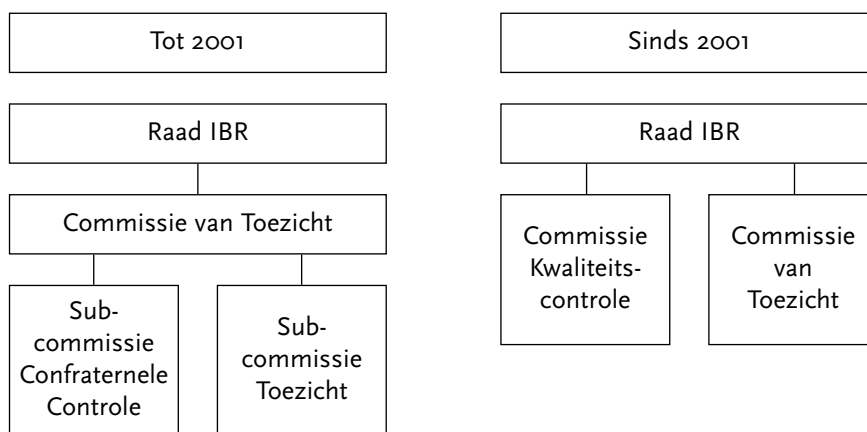 Tot 2001
Raad IBR
Commissie van Toezicht
Sub-
commissie
Confraternele
Controle
Sub-
commissie
Toezicht
Sinds 2001
Raad IBR
Commissie
Kwaliteits-
controle
Commissie
van
Toezicht